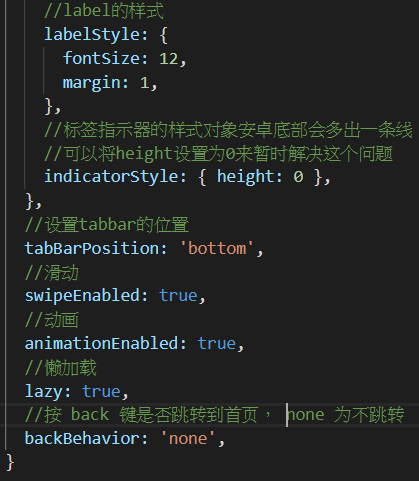 //label的样式
labelStyle: {
fontSize: 12,
margin: 1,
},
//标签指示器的样式对象安卓底部会多出一条线
//可以将height设置为0来暂时解决这个问题
indicatorStyle: { height: 0 },
},
//设置tabbar的位置
tabBarPosition: 'bottom',
//滑动
swipeEnabled: true,
//动画
animationEnabled: true,
//懒加载
lazy: true,
//按 back 键是否跳转到首页， none 为不跳转
backBehavior: 'none',
}